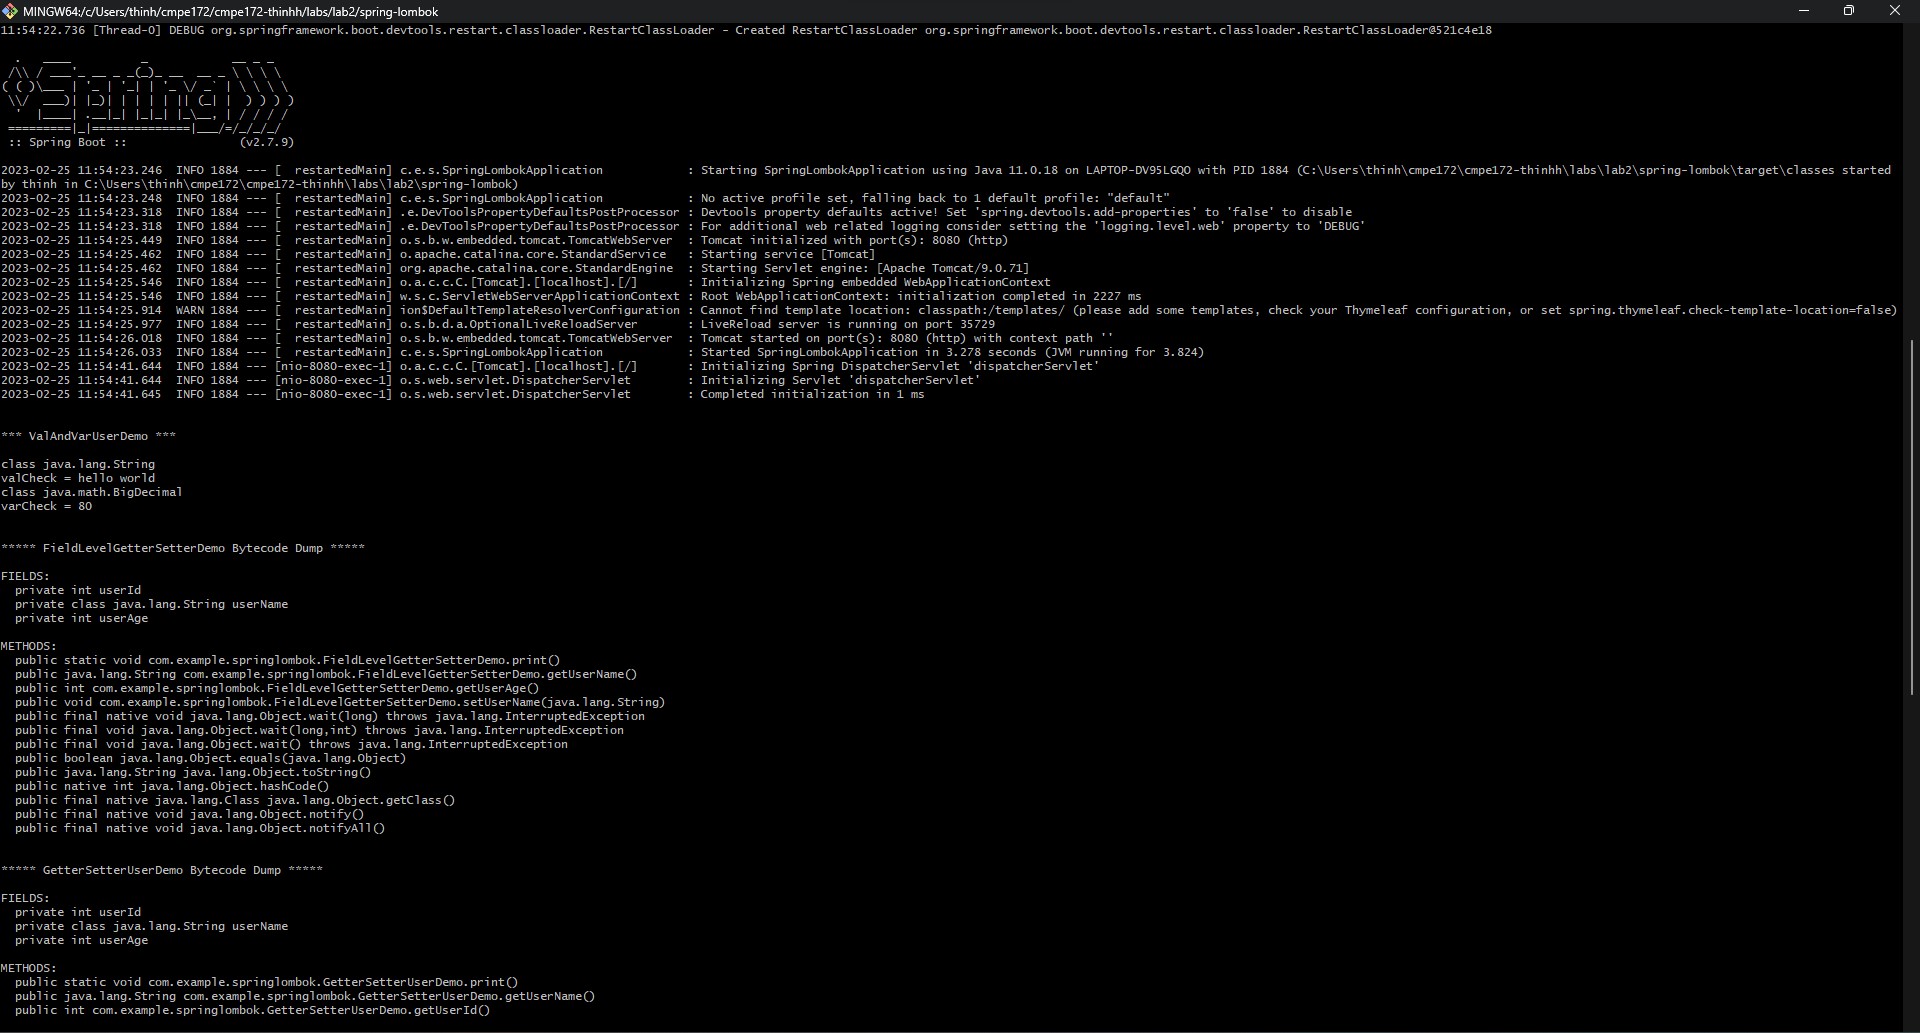 MINGW64:/c/Users/thinh/cmpe172/cmpe172-thinhh/labs/lab2/spring-lombok
11:54:22.736 [Thread-0] DEBUG org.springframework.boot.devtools.restart.classloader.RestartClassLoader - Created RestartClassLoader org.springframework.boot.devtools.restart.classloader.RestartClassLoader@521c4e18
  .   ____          _            __ _ _
 /\\ / ___'_ __ _ _(_)_ __  __ _ \ \ \ \
( ( )\___ | '_ | '_| | '_ \/ _` | \ \ \ \
 \\/  ___)| |_)| | | | | || (_| |  ) ) ) )
  '  |____| .__|_| |_|_| |_\__, | / / / /
 =========|_|==============|___/=/_/_/_/
 :: Spring Boot ::                (v2.7.9)
2023-02-25 11:54:23.246  INFO 1884 --- [  restartedMain] c.e.s.SpringLombokApplication            : Starting SpringLombokApplication using Java 11.0.18 on LAPTOP-DV95LGQO with PID 1884 (C:\Users\thinh\cmpe172\cmpe172-thinhh\labs\lab2\spring-lombok\target\classes started
by thinh in C:\Users\thinh\cmpe172\cmpe172-thinhh\labs\lab2\spring-lombok)
2023-02-25 11:54:23.248  INFO 1884 --- [  restartedMain] c.e.s.SpringLombokApplication            : No active profile set, falling back to 1 default profile: "default"
2023-02-25 11:54:23.318  INFO 1884 --- [  restartedMain] .e.DevToolsPropertyDefaultsPostProcessor : Devtools property defaults active! Set 'spring.devtools.add-properties' to 'false' to disable
2023-02-25 11:54:23.318  INFO 1884 --- [  restartedMain] .e.DevToolsPropertyDefaultsPostProcessor : For additional web related logging consider setting the 'logging.level.web' property to 'DEBUG'
2023-02-25 11:54:25.449  INFO 1884 --- [  restartedMain] o.s.b.w.embedded.tomcat.TomcatWebServer  : Tomcat initialized with port(s): 8080 (http)
2023-02-25 11:54:25.462  INFO 1884 --- [  restartedMain] o.apache.catalina.core.StandardService   : Starting service [Tomcat]
2023-02-25 11:54:25.462  INFO 1884 --- [  restartedMain] org.apache.catalina.core.StandardEngine  : Starting Servlet engine: [Apache Tomcat/9.0.71]
2023-02-25 11:54:25.546  INFO 1884 --- [  restartedMain] o.a.c.c.C.[Tomcat].[localhost].[/]       : Initializing Spring embedded WebApplicationContext
2023-02-25 11:54:25.546  INFO 1884 --- [  restartedMain] w.s.c.ServletWebServerApplicationContext : Root WebApplicationContext: initialization completed in 2227 ms
2023-02-25 11:54:25.914  WARN 1884 --- [  restartedMain] ion$DefaultTemplateResolverConfiguration : Cannot find template location: classpath:/templates/ (please add some templates, check your Thymeleaf configuration, or set spring.thymeleaf.check-template-location=false)
2023-02-25 11:54:25.977  INFO 1884 --- [  restartedMain] o.s.b.d.a.OptionalLiveReloadServer       : LiveReload server is running on port 35729
2023-02-25 11:54:26.018  INFO 1884 --- [  restartedMain] o.s.b.w.embedded.tomcat.TomcatWebServer  : Tomcat started on port(s): 8080 (http) with context path ''
2023-02-25 11:54:26.033  INFO 1884 --- [  restartedMain] c.e.s.SpringLombokApplication            : Started SpringLombokApplication in 3.278 seconds (JVM running for 3.824)
2023-02-25 11:54:41.644  INFO 1884 --- [nio-8080-exec-1] o.a.c.c.C.[Tomcat].[localhost].[/]       : Initializing Spring DispatcherServlet 'dispatcherServlet'
2023-02-25 11:54:41.644  INFO 1884 --- [nio-8080-exec-1] o.s.web.servlet.DispatcherServlet        : Initializing Servlet 'dispatcherServlet'
2023-02-25 11:54:41.645  INFO 1884 --- [nio-8080-exec-1] o.s.web.servlet.DispatcherServlet        : Completed initialization in 1 ms
*** ValAndVarUserDemo ***
class java.lang.String
valCheck = hello world
class java.math.BigDecimal
varCheck = 80
***** FieldLevelGetterSetterDemo Bytecode Dump *****
FIELDS:
  private int userId
  private class java.lang.String userName
  private int userAge
METHODS:
  public static void com.example.springlombok.FieldLevelGetterSetterDemo.print()
  public java.lang.String com.example.springlombok.FieldLevelGetterSetterDemo.getUserName()
  public int com.example.springlombok.FieldLevelGetterSetterDemo.getUserAge()
  public void com.example.springlombok.FieldLevelGetterSetterDemo.setUserName(java.lang.String)
  public final native void java.lang.Object.wait(long) throws java.lang.InterruptedException
  public final void java.lang.Object.wait(long,int) throws java.lang.InterruptedException
  public final void java.lang.Object.wait() throws java.lang.InterruptedException
  public boolean java.lang.Object.equals(java.lang.Object)
  public java.lang.String java.lang.Object.toString()
  public native int java.lang.Object.hashCode()
  public final native java.lang.Class java.lang.Object.getClass()
  public final native void java.lang.Object.notify()
  public final native void java.lang.Object.notifyAll()
***** GetterSetterUserDemo Bytecode Dump *****
FIELDS:
  private int userId
  private class java.lang.String userName
  private int userAge
METHODS:
  public static void com.example.springlombok.GetterSetterUserDemo.print()
  public java.lang.String com.example.springlombok.GetterSetterUserDemo.getUserName()
  public int com.example.springlombok.GetterSetterUserDemo.getUserId()